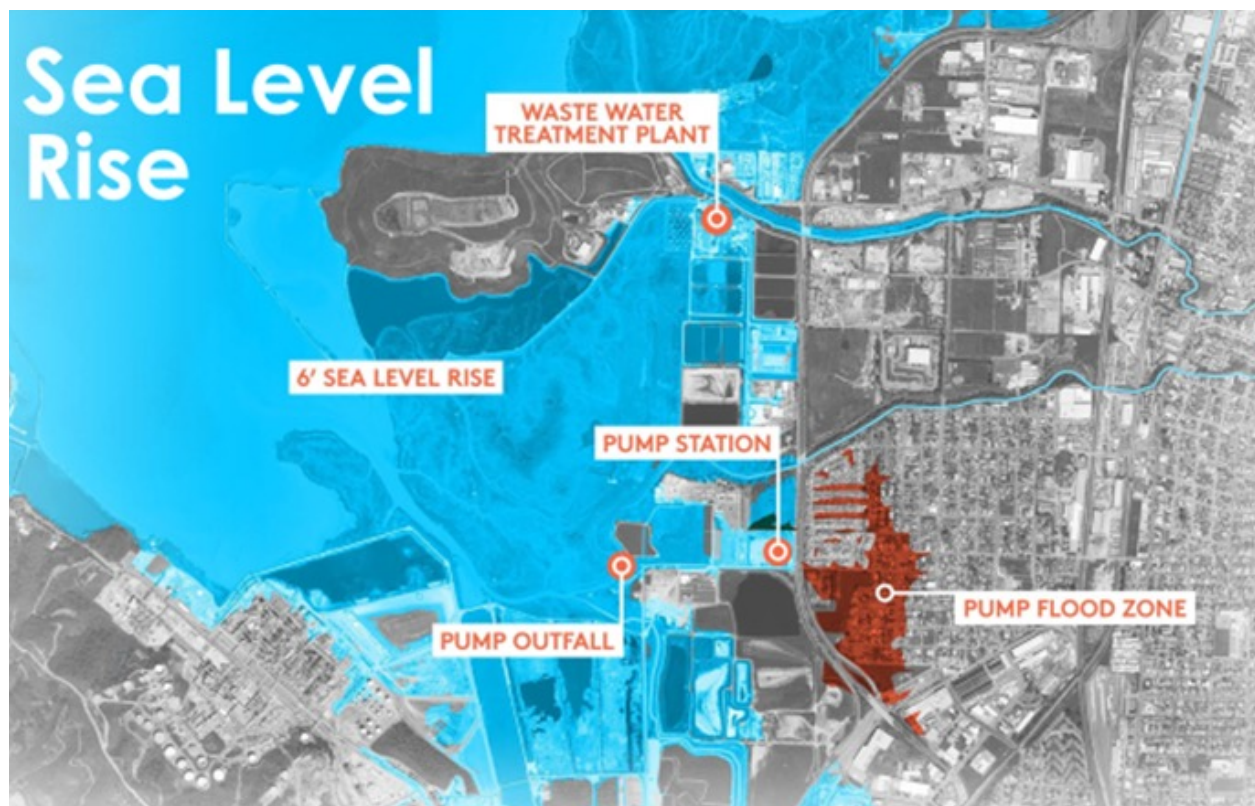 Sea Level
Rise
WASTE WATER
TREATMENT PLANT
6' SEA LEVEL RISE
PUMP STATION
PUMP OUTFALL
PUMP FLOOD ZONE